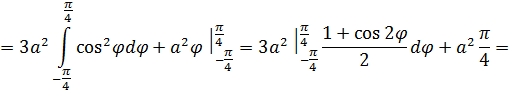 = 3a² ∫_{-π/4}^{π/4} cos²φdφ + a²φ |_{-π/4}^{π/4} = 3a² |_{-π/4}^{π/4} (1 + cos 2φ)/2 dφ + a² π/4 =